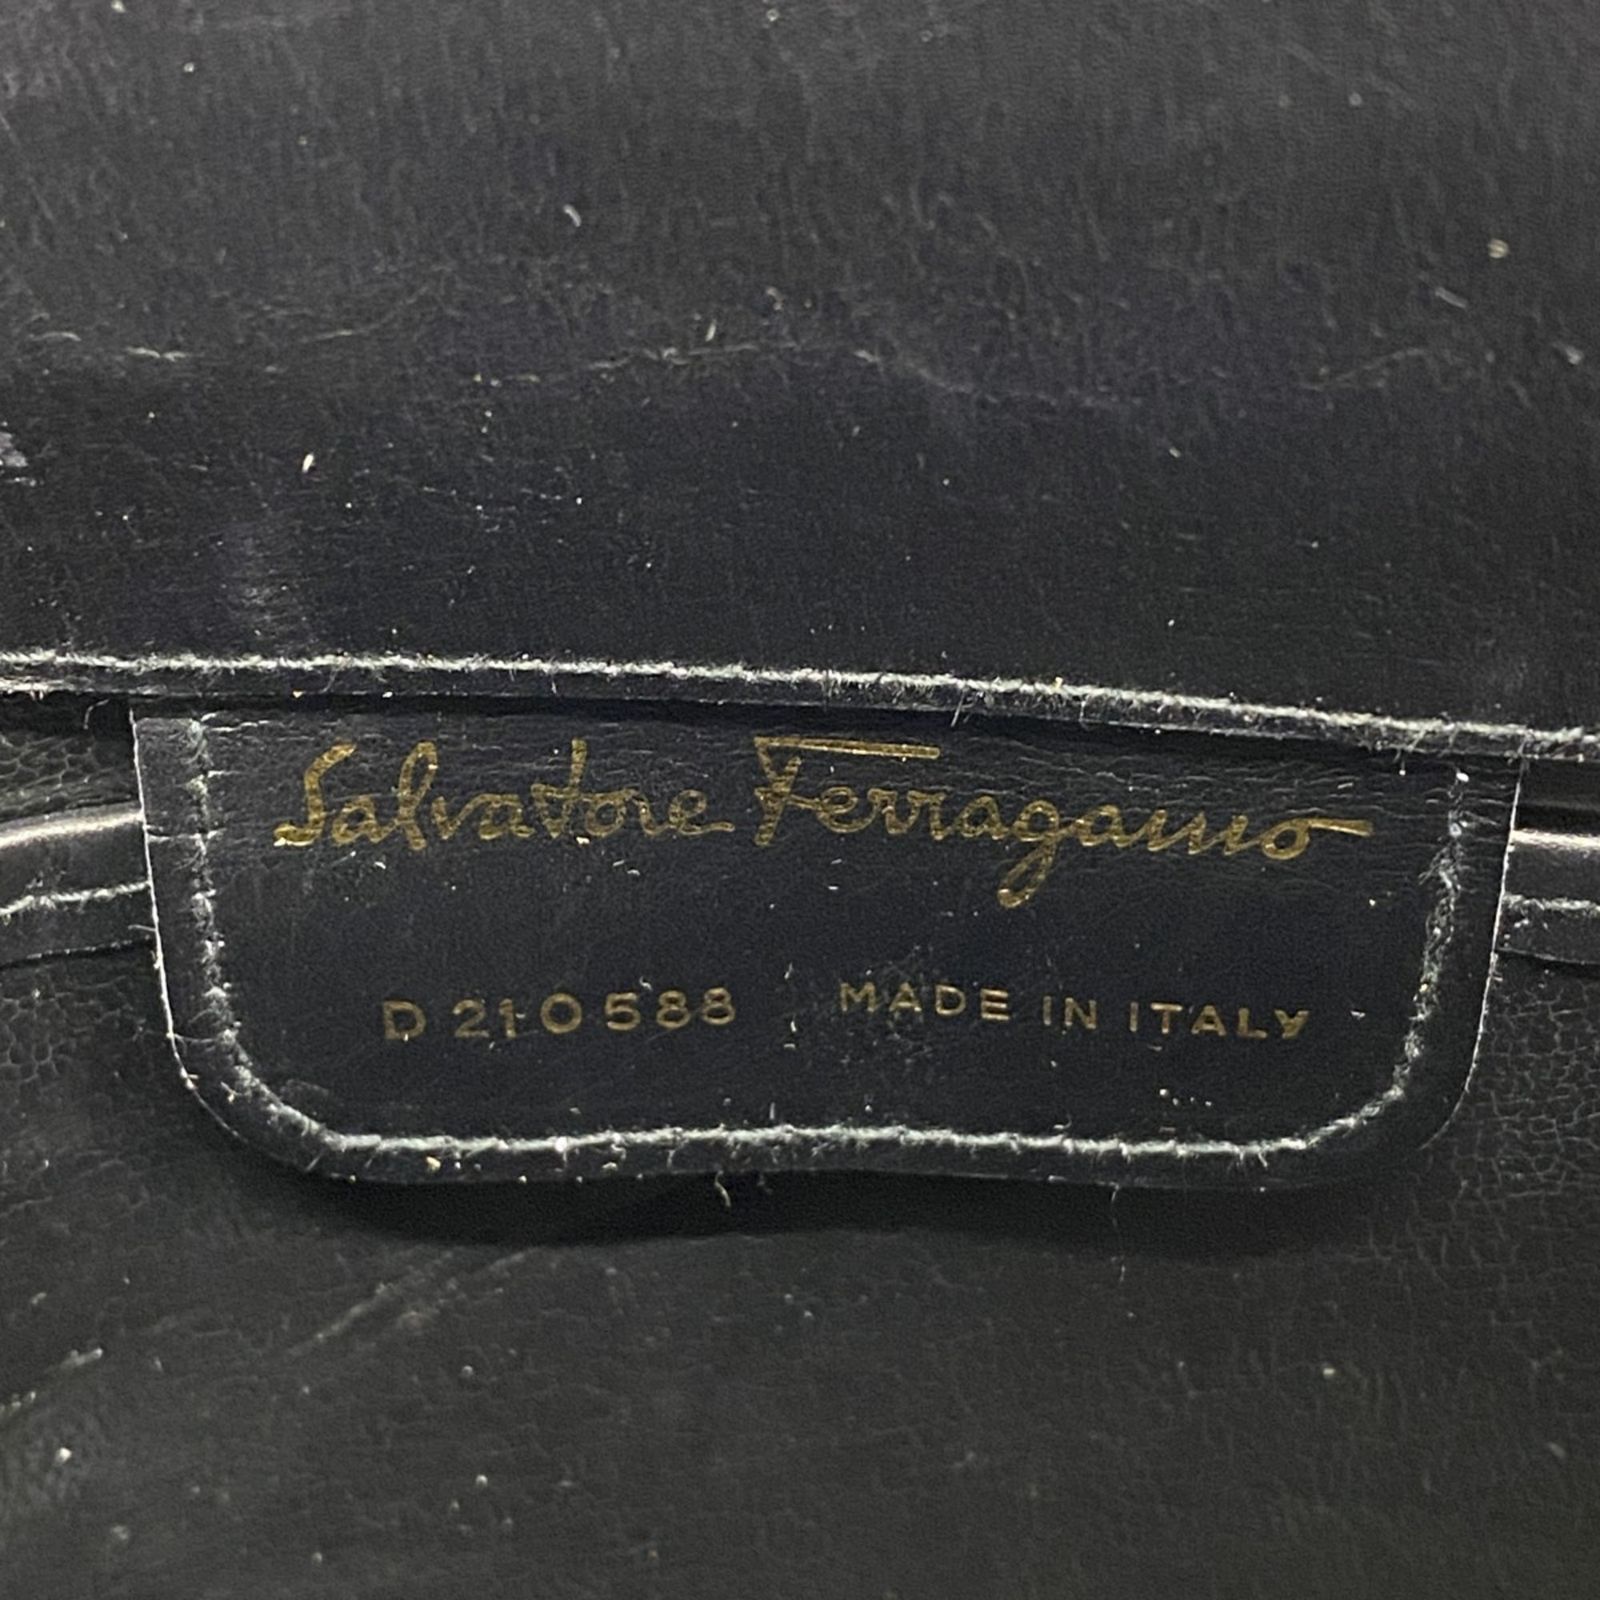 Salvatore Ferragamo
D 21 0588 MADE IN ITALY